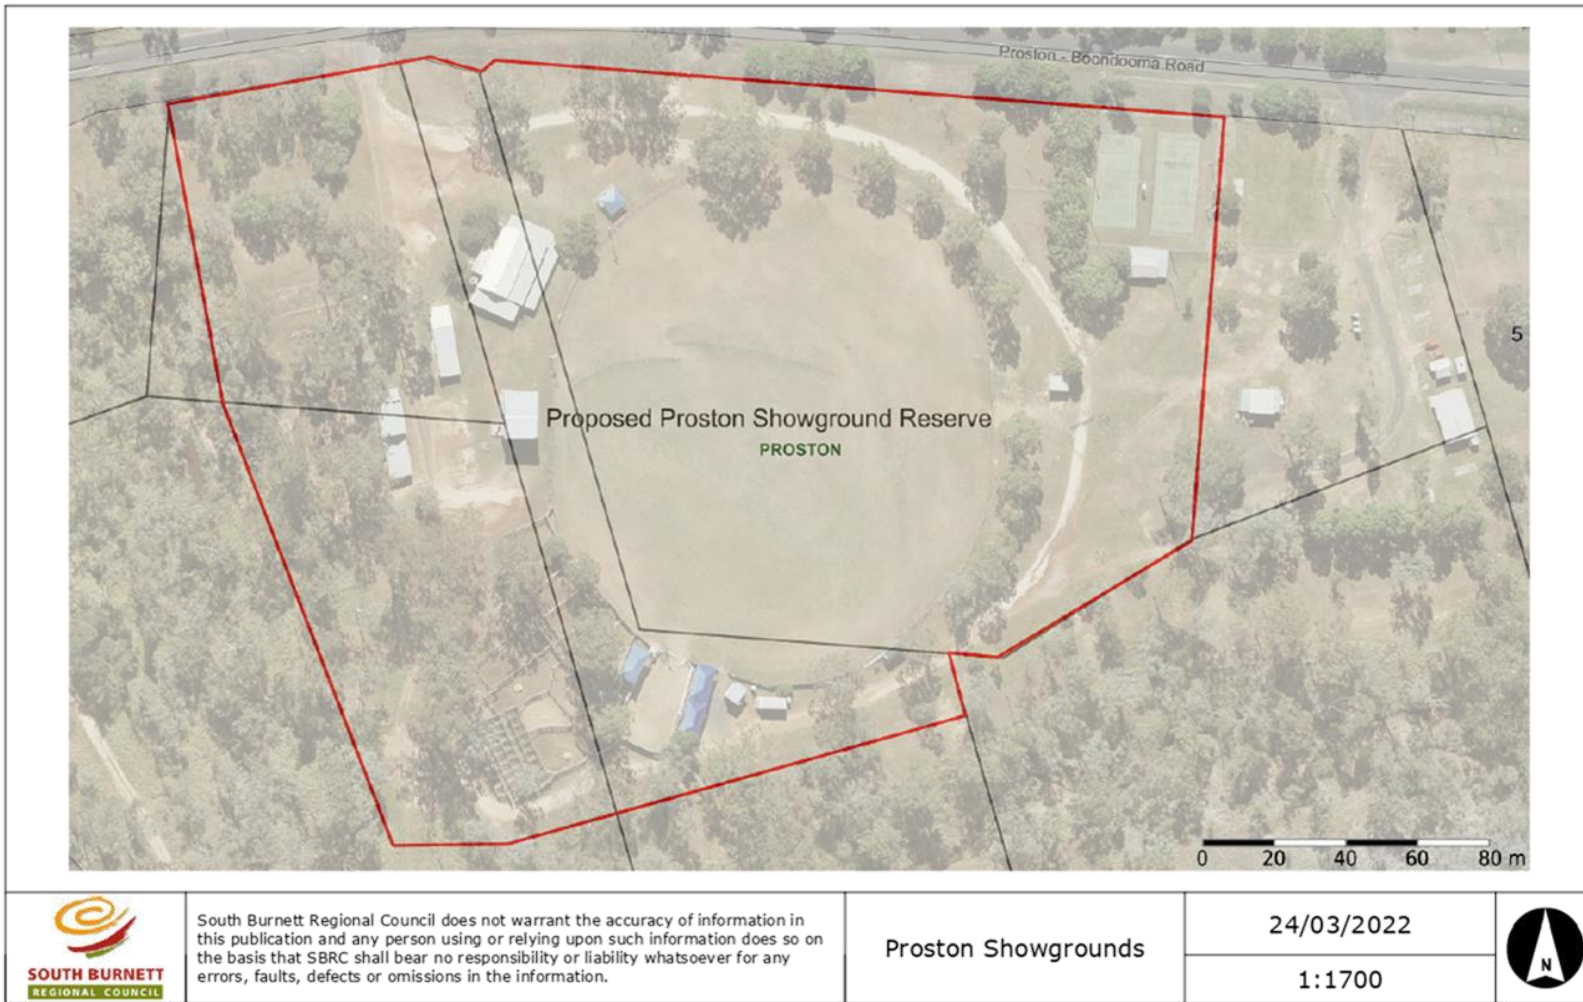 Proston - Boondooma Road
5
Proposed Proston Showground Reserve
PROSTON
0 20 40 60 80 m
SOUTH BURNETT
REGIONAL COUNCIL
South Burnett Regional Council does not warrant the accuracy of information in
this publication and any person using or relying upon such information does so on
the basis that SBRC shall bear no responsibility or liability whatsoever for any
errors, faults, defects or omissions in the information.
Proston Showgrounds
24/03/2022
1:1700
N